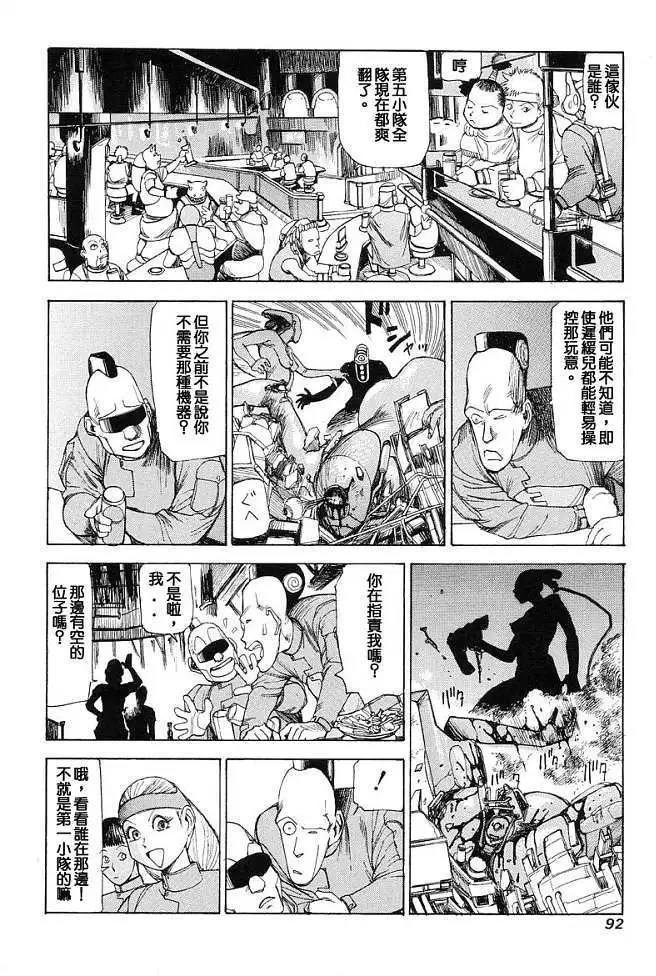 這傢伙
是誰？
哼
第五小隊全
隊現在都爽
翻了。
他們可能不知道，即
使遲緩兒都能輕易操
控那玩意。
但你之前不是說你
不需要那種機器？
你在指責我嗎？
不是啦，
我．．
那邊有空的
位子嗎？
！
哦，看看誰在那邊！
不就是第一小隊的嘛
92